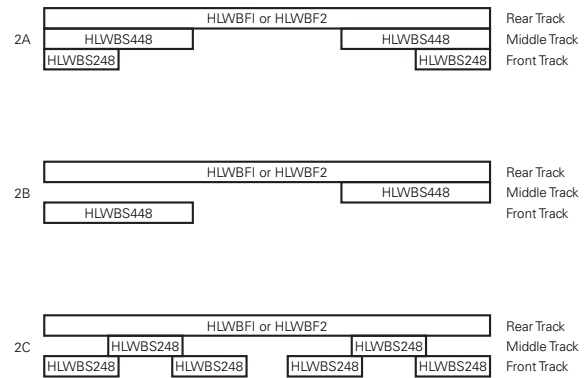 HLWBFI or HLWBF2 Rear Track
2A HLWBS448 HLWBS448 Middle Track
HLWBS248 HLWBS248 Front Track
HLWBFI or HLWBF2 Rear Track
2B HLWBS448 Middle Track
HLWBS448 Front Track
HLWBFI or HLWBF2 Rear Track
2C HLWBS248 HLWBS248 Middle Track
HLWBS248 HLWBS248 HLWBS248 HLWBS248 Front Track